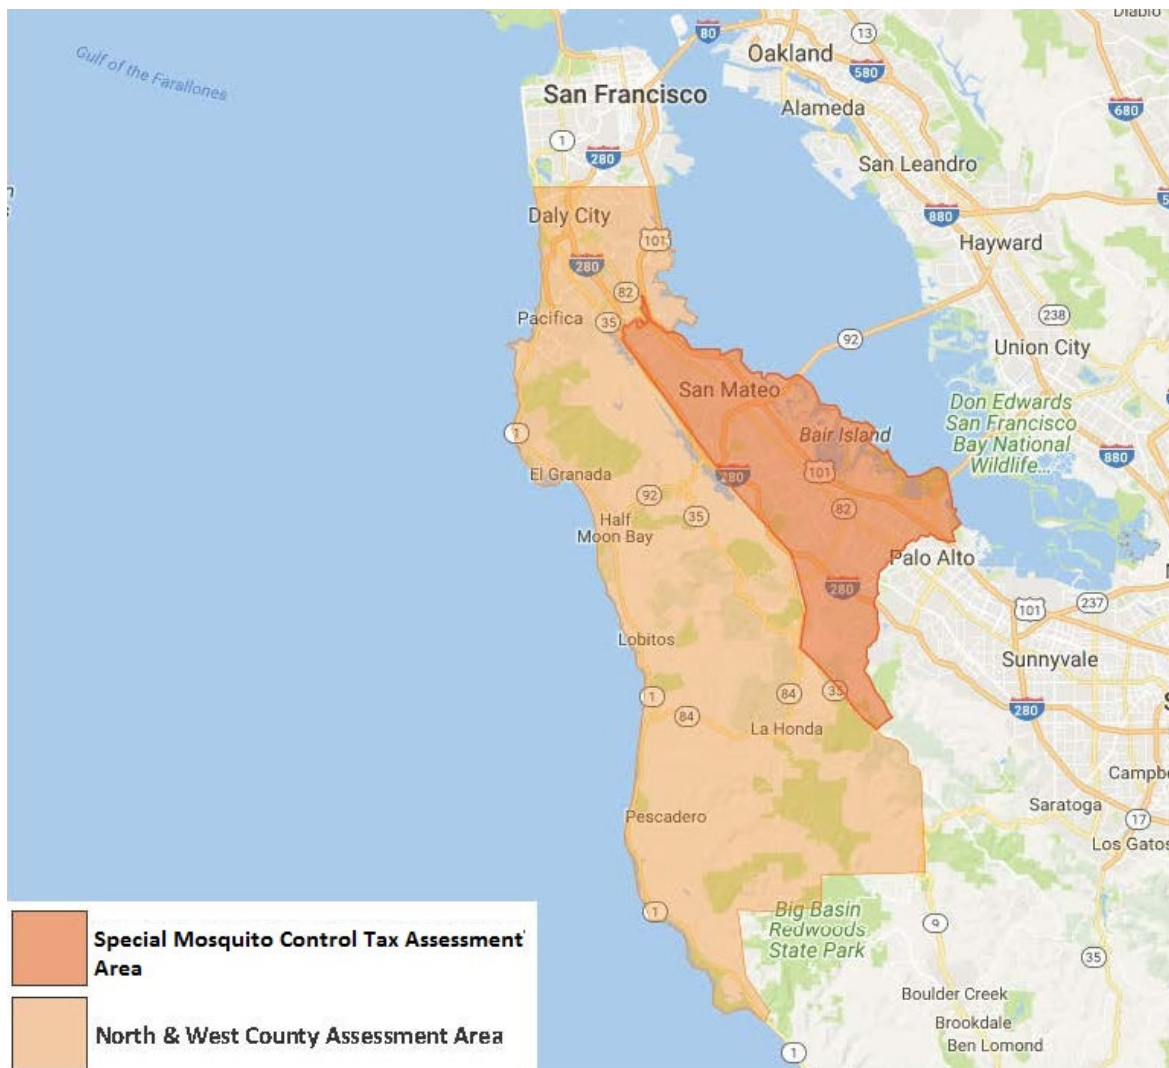 Diablo
80
13
Oakland
Gulf of the Farallones
580
San Francisco
Alameda
680
1
280
San Leandro
880
Daly City
101
Hayward
280
82
Pacifica
35
238
92
Union City
San Mateo
Don Edwards
San Francisco
Bay National
Wildlife...
Bair Island
1
880
El Granada
280
101
92
82
35
Half
Moon Bay
Palo Alto
280
101
237
Lobitos
Sunnyvale
1
84
35
280
84
La Honda
Campb
Pescadero
Saratoga
17
Los Gatos
1
Big Basin
Redwoods
State Park
9
Special Mosquito Control Tax Assessment
Area
35
Boulder Creek
North & West County Assessment Area
Brookdale
Ben Lomond
1